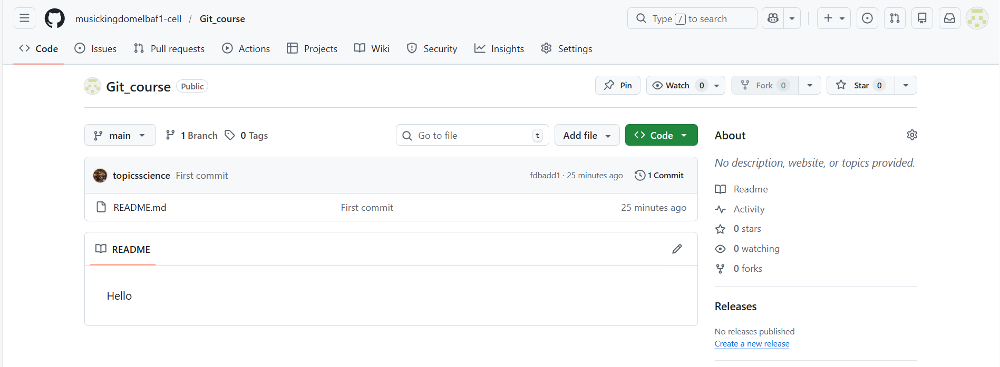 musickingdomelbaf1-cell / Git_course Type / to search
Code Issues Pull requests Actions Projects Wiki Security Insights Settings
Git_course Public Pin Watch 0 Fork 0 Star 0
main 1 Branch 0 Tags Go to file t Add file Code
topicsscience First commit fdbadd1 · 25 minutes ago 1 Commit
README.md First commit 25 minutes ago
README
Hello
About
No description, website, or topics provided.
Readme
Activity
0 stars
0 watching
0 forks
Releases
No releases published
Create a new release